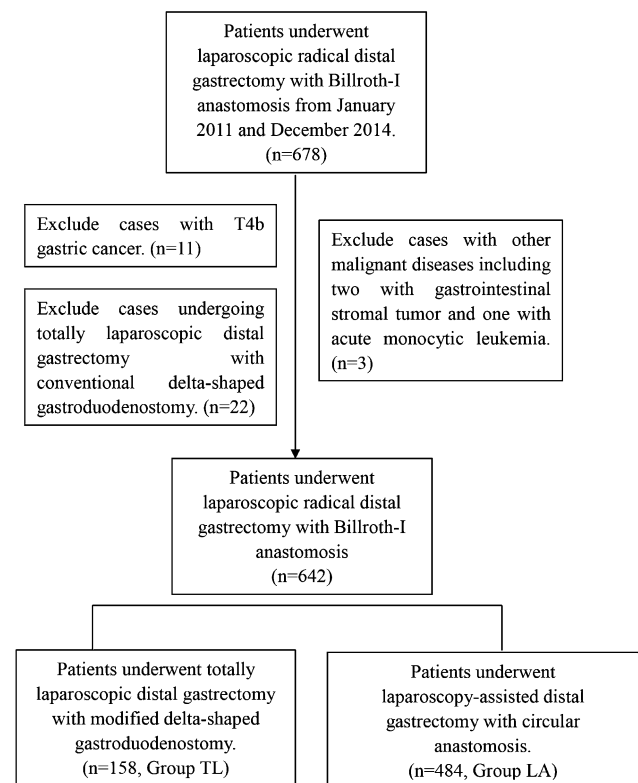 Patients underwent
laparoscopic radical distal
gastrectomy with Billroth-I
anastomosis from January
2011 and December 2014.
(n=678)
Exclude cases with T4b
gastric cancer. (n=11)
Exclude cases with other
malignant diseases including
two with gastrointestinal
stromal tumor and one with
acute monocytic leukemia.
(n=3)
Exclude cases undergoing
totally laparoscopic distal
gastrectomy with
conventional delta-shaped
gastroduodenostomy. (n=22)
Patients underwent
laparoscopic radical distal
gastrectomy with Billroth-I
anastomosis
(n=642)
Patients underwent totally
laparoscopic distal gastrectomy
with modified delta-shaped
gastroduodenostomy.
(n=158, Group TL)
Patients underwent
laparoscopy-assisted distal
gastrectomy with circular
anastomosis.
(n=484, Group LA)